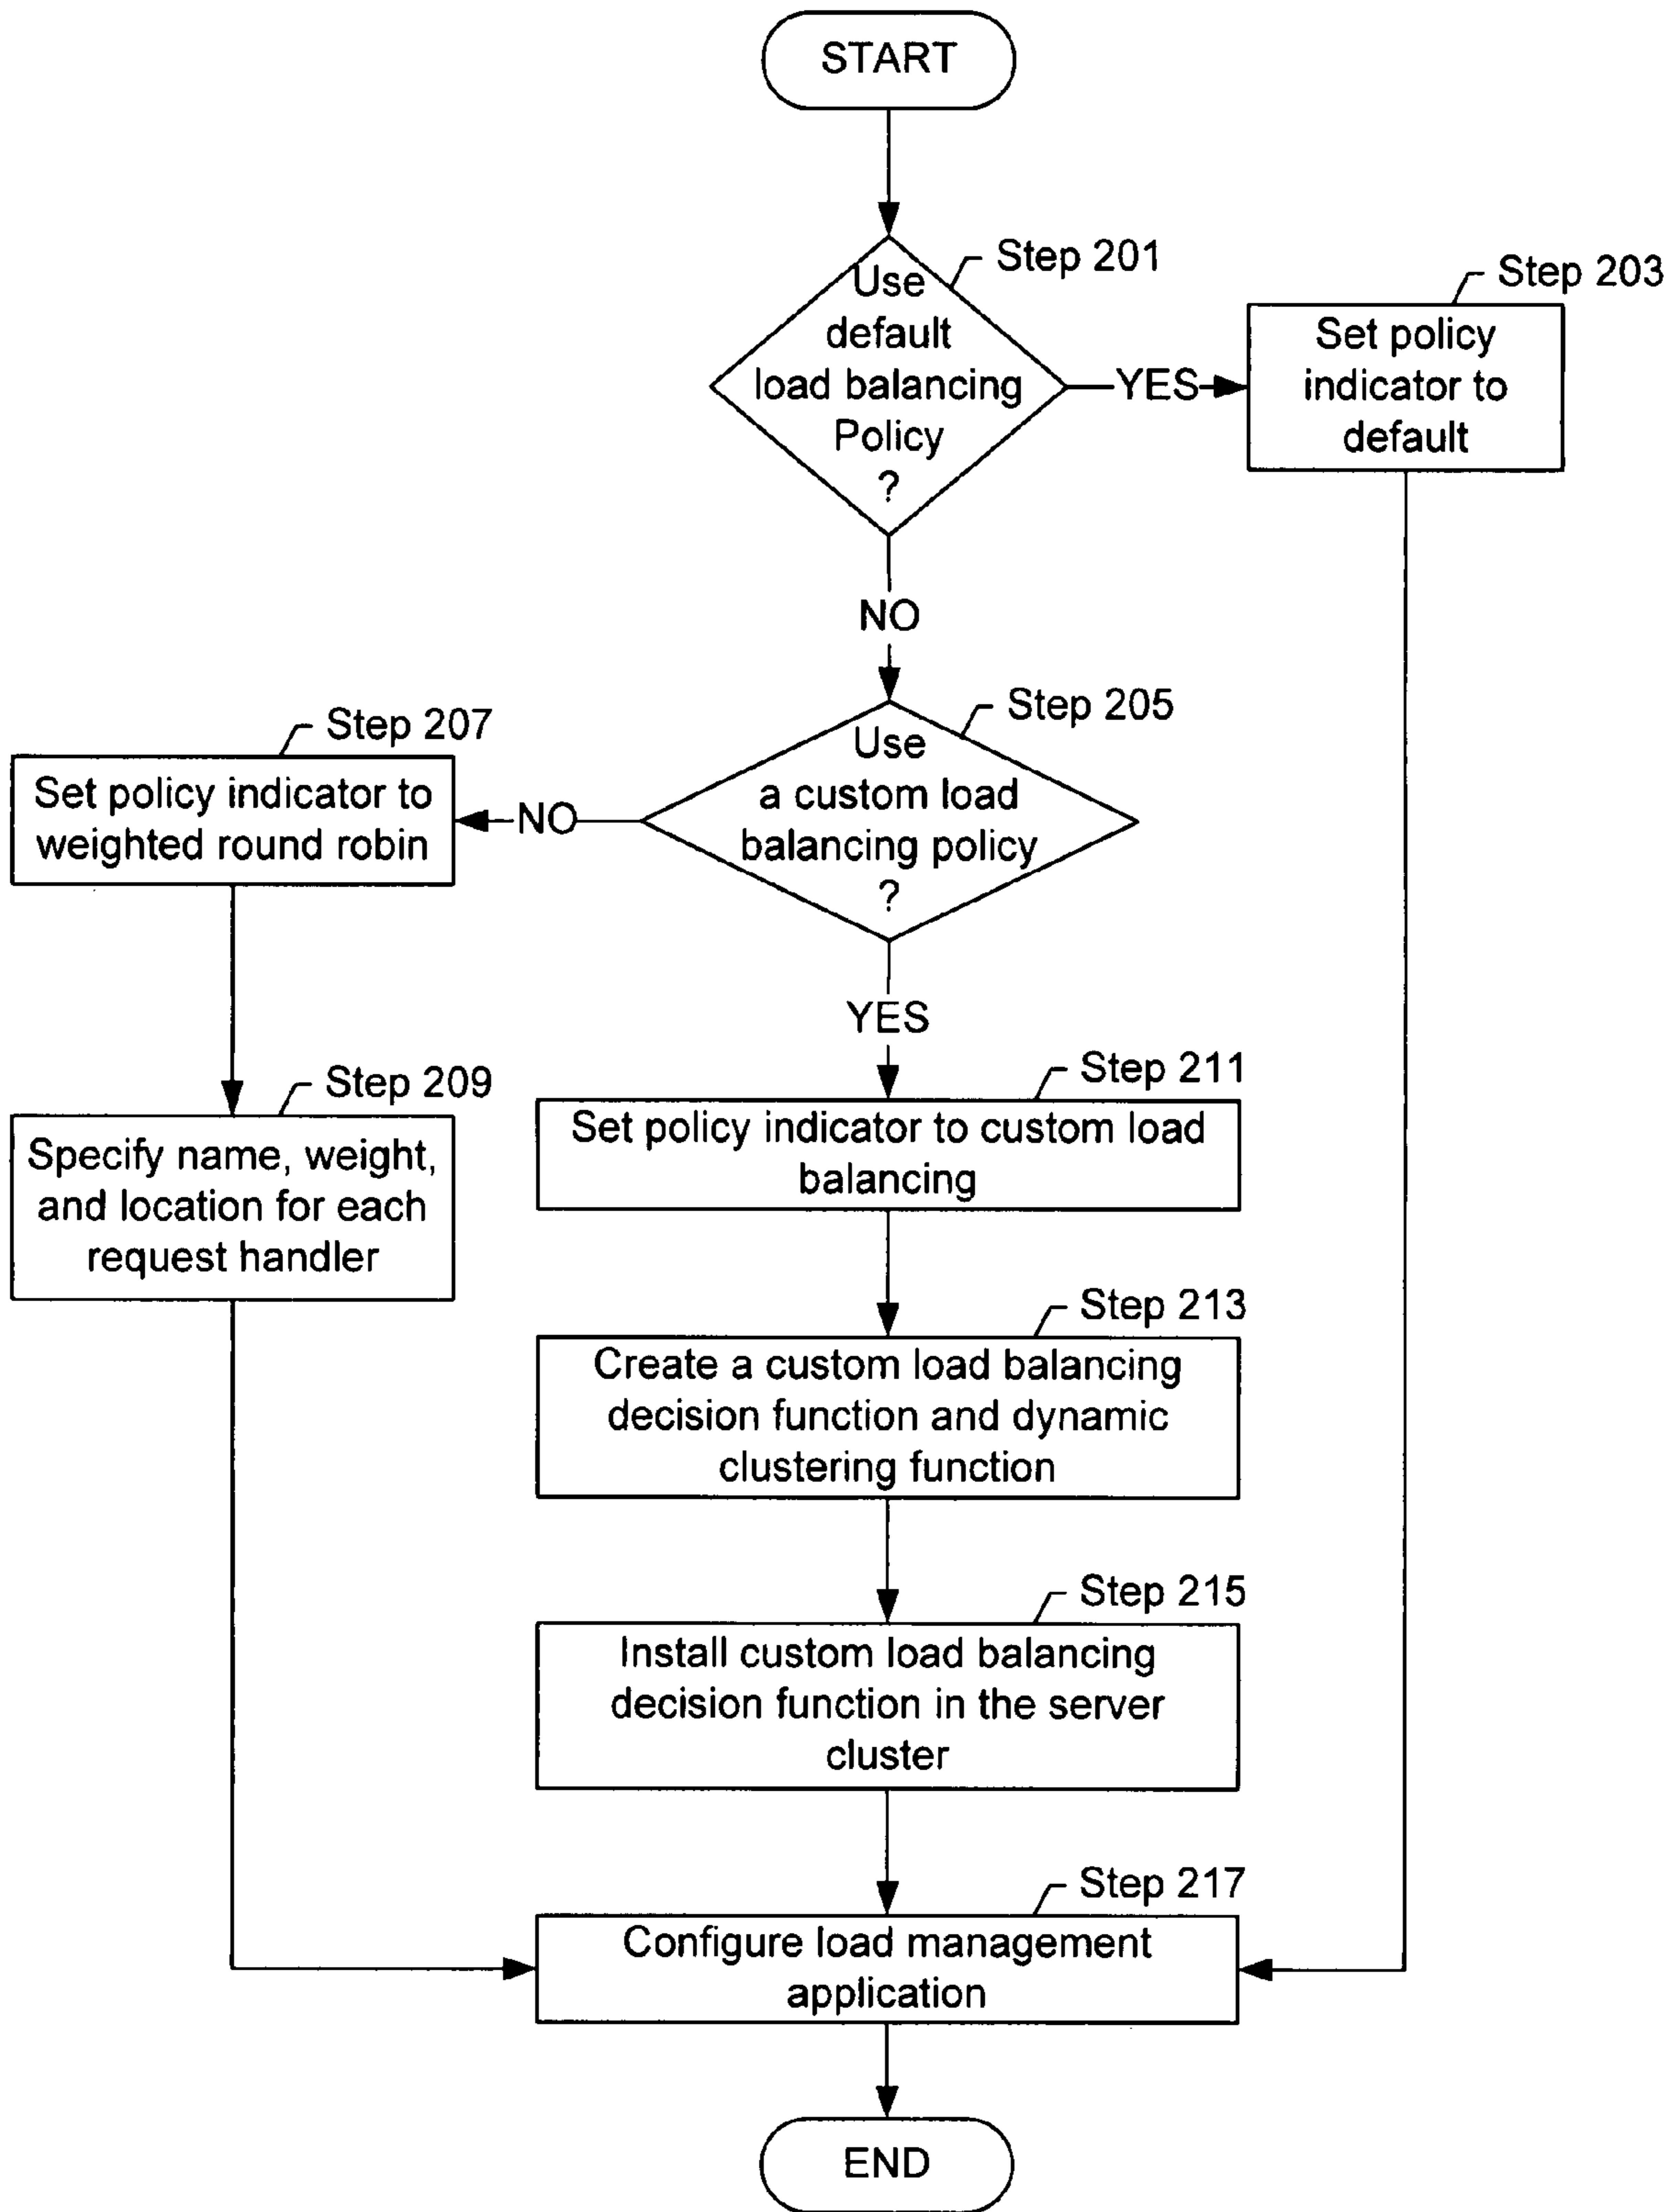 START
Step 201
Use
default
load balancing
Policy
?
YES
Step 203
Set policy
indicator to
default
NO
Step 205
Use
a custom load
balancing policy
?
NO
Step 207
Set policy indicator to
weighted round robin
YES
Step 209
Specify name, weight,
and location for each
request handler
Step 211
Set policy indicator to custom load
balancing
Step 213
Create a custom load balancing
decision function and dynamic
clustering function
Step 215
Install custom load balancing
decision function in the server
cluster
Step 217
Configure load management
application
END